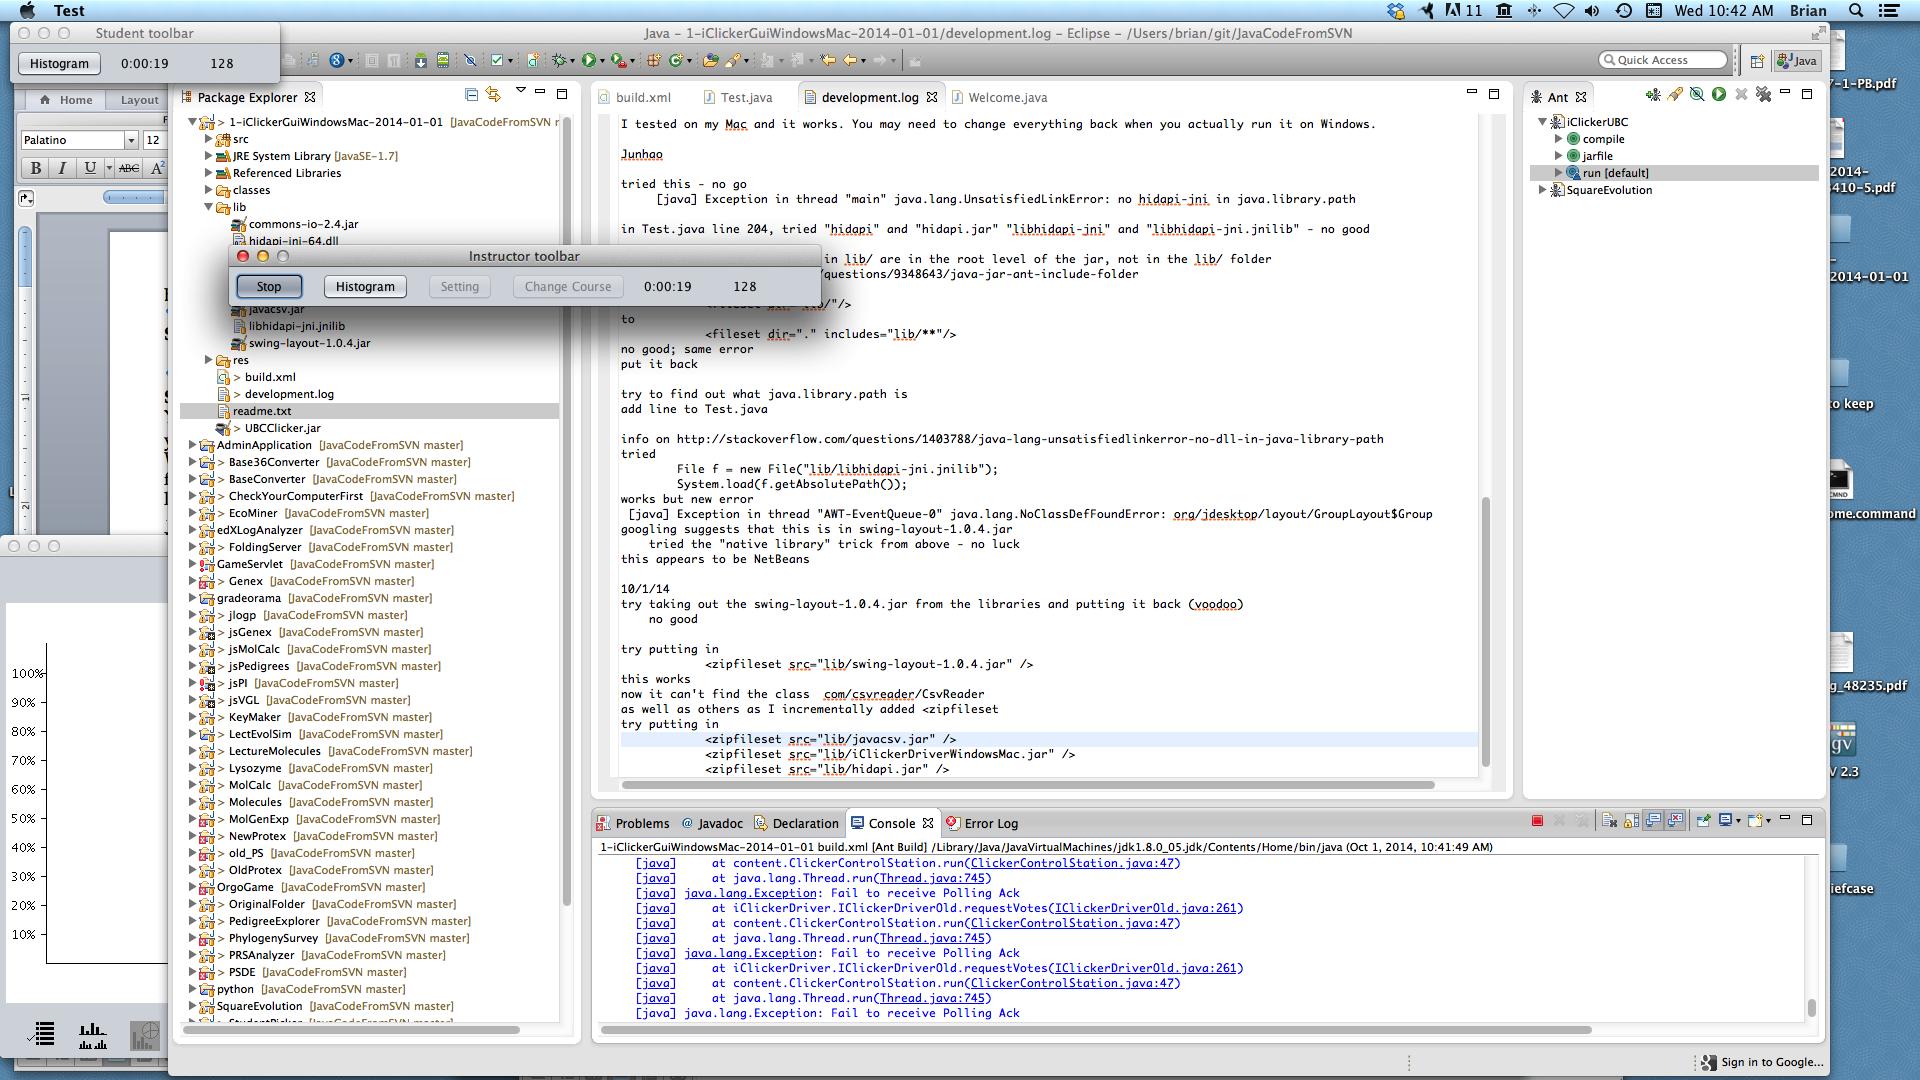 Test
11
Wed 10:42 AM Brian
Student toolbar
Histogram 0:00:19 128
Java - 1-iClickerGuiWindowsMac-2014-01-01/development.log - Eclipse - /Users/brian/git/JavaCodeFromSVN
Quick Access
Java
Home Layout
Palatino 12
B I U ABC A2
Package Explorer
> 1-iClickerGuiWindowsMac-2014-01-01 [JavaCodeFromSVN r
src
JRE System Library [JavaSE-1.7]
Referenced Libraries
classes
lib
commons-io-2.4.jar
hidapi-jni-64.dll
Instructor toolbar
Stop Histogram Setting Change Course 0:00:19 128
javacsv.jar
libhidapi-jni.jnilib
swing-layout-1.0.4.jar
res
> build.xml
> development.log
readme.txt
> UBCClicker.jar
AdminApplication [JavaCodeFromSVN master]
> Base36Converter [JavaCodeFromSVN master]
> BaseConverter [JavaCodeFromSVN master]
> CheckYourComputerFirst [JavaCodeFromSVN master]
> EcoMiner [JavaCodeFromSVN master]
edXLogAnalyzer [JavaCodeFromSVN master]
> FoldingServer [JavaCodeFromSVN master]
GameServlet [JavaCodeFromSVN master]
> Genex [JavaCodeFromSVN master]
gradeorama [JavaCodeFromSVN master]
> jlogp [JavaCodeFromSVN master]
> jsGenex [JavaCodeFromSVN master]
> jsMolCalc [JavaCodeFromSVN master]
> jsPedigrees [JavaCodeFromSVN master]
> jsPI [JavaCodeFromSVN master]
> jsVGL [JavaCodeFromSVN master]
> KeyMaker [JavaCodeFromSVN master]
> LectEvolSim [JavaCodeFromSVN master]
> LectureMolecules [JavaCodeFromSVN master]
> Lysozyme [JavaCodeFromSVN master]
> MolCalc [JavaCodeFromSVN master]
> Molecules [JavaCodeFromSVN master]
> MolGenExp [JavaCodeFromSVN master]
> NewProtex [JavaCodeFromSVN master]
> old_PS [JavaCodeFromSVN master]
> OldProtex [JavaCodeFromSVN master]
OrgoGame [JavaCodeFromSVN master]
> OriginalFolder [JavaCodeFromSVN master]
> PedigreeExplorer [JavaCodeFromSVN master]
> PhylogenySurvey [JavaCodeFromSVN master]
> PRSAnalyzer [JavaCodeFromSVN master]
> PSDE [JavaCodeFromSVN master]
python [JavaCodeFromSVN master]
SquareEvolution [JavaCodeFromSVN master]
100%
90%
80%
70%
60%
50%
40%
30%
20%
10%
build.xml Test.java development.log Welcome.java
I tested on my Mac and it works. You may need to change everything back when you actually run it on Windows.
Junhao
tried this - no go
[java] Exception in thread "main" java.lang.UnsatisfiedLinkError: no hidapi-jni in java.library.path
in Test.java line 204, tried "hidapi" and "hidapi.jar" "libhidapi-jni" and "libhidapi-jni.jnilib" - no good
in lib/ are in the root level of the jar, not in the lib/ folder
/questions/9348643/java-jar-ant-include-folder
<fileset dir="lib/"/>
to
<fileset dir="." includes="lib/**"/>
no good; same error
put it back
try to find out what java.library.path is
add line to Test.java
info on http://stackoverflow.com/questions/1403788/java-lang-unsatisfiedlinkerror-no-dll-in-java-library-path
tried
File f = new File("lib/libhidapi-jni.jnilib");
System.load(f.getAbsolutePath());
works but new error
[java] Exception in thread "AWT-EventQueue-0" java.lang.NoClassDefFoundError: org/jdesktop/layout/GroupLayout$Group
googling suggests that this is in swing-layout-1.0.4.jar
tried the "native library" trick from above - no luck
this appears to be NetBeans
10/1/14
try taking out the swing-layout-1.0.4.jar from the libraries and putting it back (voodoo)
no good
try putting in
<zipfileset src="lib/swing-layout-1.0.4.jar" />
this works
now it can't find the class com/csvreader/CsvReader
as well as others as I incrementally added <zipfileset
try putting in
<zipfileset src="lib/javacsv.jar" />
<zipfileset src="lib/iClickerDriverWindowsMac.jar" />
<zipfileset src="lib/hidapi.jar" />
Ant
iClickerUBC
compile
jarfile
run [default]
SquareEvolution
Problems @ Javadoc Declaration Console Error Log
1-iClickerGuiWindowsMac-2014-01-01 build.xml [Ant Build] /Library/Java/JavaVirtualMachines/jdk1.8.0_05.jdk/Contents/Home/bin/java (Oct 1, 2014, 10:41:49 AM)
[java] at content.ClickerControlStation.run(ClickerControlStation.java:47)
[java] at java.lang.Thread.run(Thread.java:745)
[java] java.lang.Exception: Fail to receive Polling Ack
[java] at iClickerDriver.IClickerDriverOld.requestVotes(IClickerDriverOld.java:261)
[java] at content.ClickerControlStation.run(ClickerControlStation.java:47)
[java] at java.lang.Thread.run(Thread.java:745)
[java] java.lang.Exception: Fail to receive Polling Ack
[java] at iClickerDriver.IClickerDriverOld.requestVotes(IClickerDriverOld.java:261)
[java] at content.ClickerControlStation.run(ClickerControlStation.java:47)
[java] at java.lang.Thread.run(Thread.java:745)
[java] java.lang.Exception: Fail to receive Polling Ack
Sign in to Google...
7-1-PB.pdf
2014-
3410-5.pdf
2014-01-01
to keep
CMND
ome.command
g_48235.pdf
gv
V 2.3
iefcase